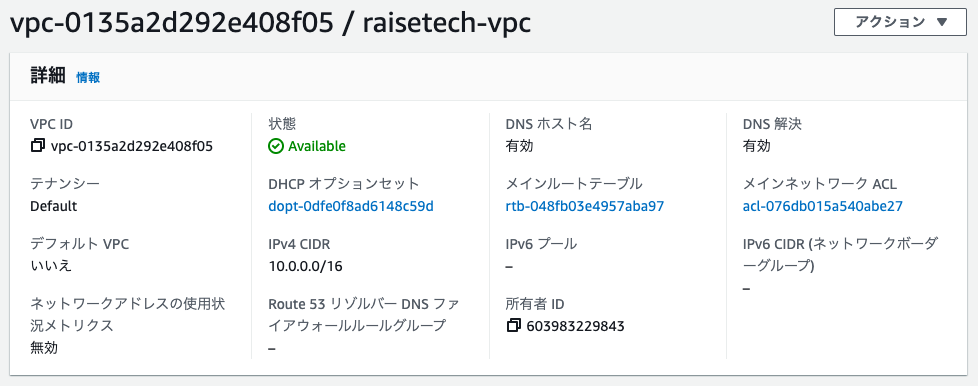 vpc-0135a2d292e408f05 / raisetech-vpc
アクション ▼
詳細 情報
VPC ID
vpc-0135a2d292e408f05
状態
Available
DNS ホスト名
有効
DNS 解決
有効
テナンシー
Default
DHCP オプションセット
dopt-0dfe0f8ad6148c59d
メインルートテーブル
rtb-048fb03e4957aba97
メインネットワーク ACL
acl-076db015a540abe27
デフォルト VPC
いいえ
IPv4 CIDR
10.0.0.0/16
IPv6 プール
–
IPv6 CIDR (ネットワークボーダ
ーグループ)
–
ネットワークアドレスの使用状
況メトリクス
無効
Route 53 リゾルバー DNS ファ
イアウォールルールグループ
–
所有者 ID
603983229843